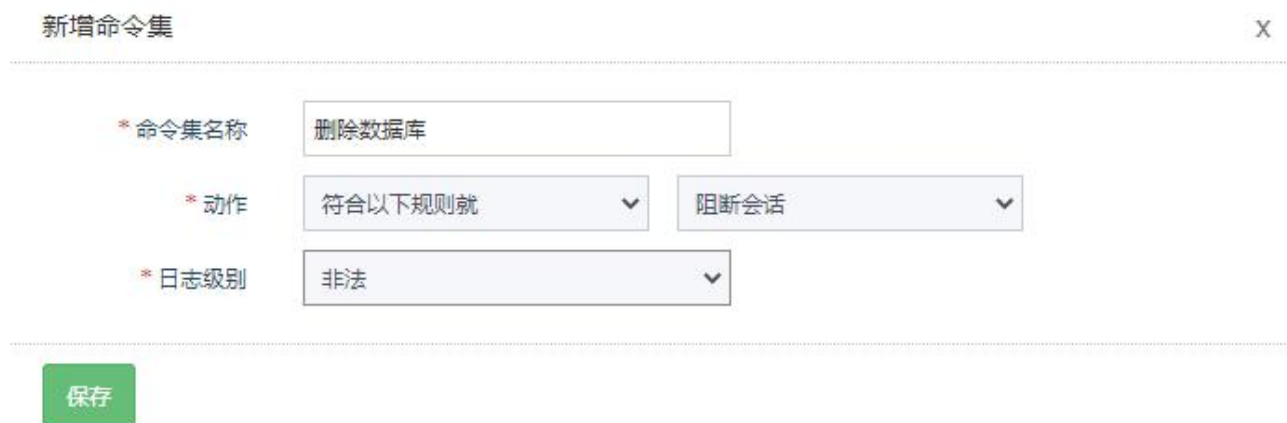 新增命令集 X
* 命令集名称 删除数据库
* 动作 符合以下规则就 阻断会话
* 日志级别 非法
保存